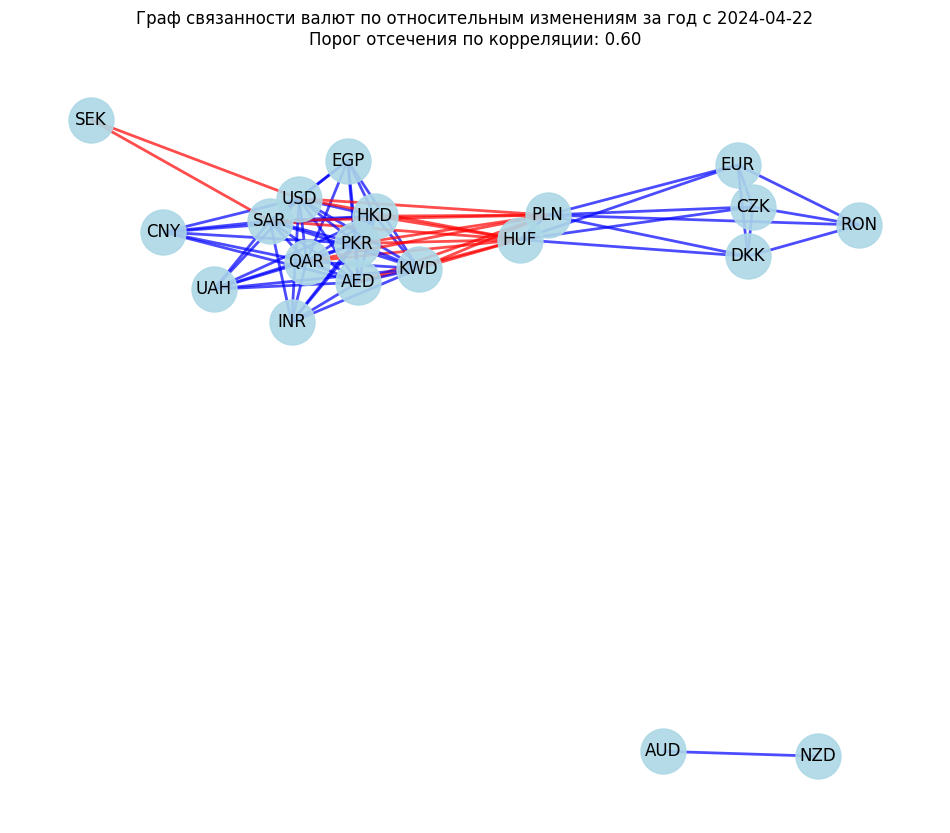 Граф связанности валют по относительным изменениям за год с 2024-04-22
Порог отсечения по корреляции: 0.60
SEK
EGP
EUR
USD
CZK
HKD
PLN
SAR
RON
CNY
HUF
PKR
DKK
QAR
KWD
AED
UAH
INR
AUD
NZD